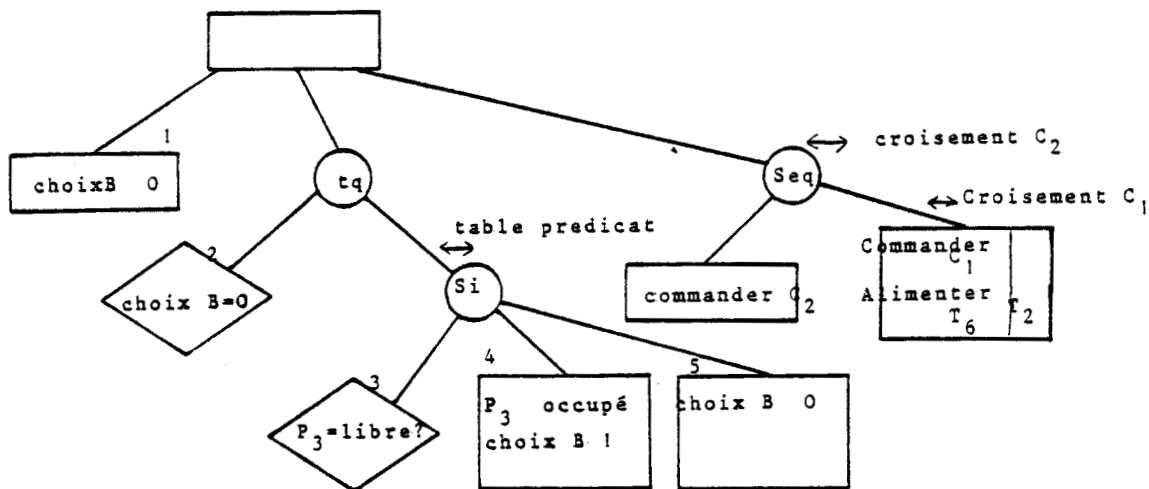 1
choixB 0
tq
Seq
croisement C2
Croisement C1
2
choix B=0
table predicat
Si
commander C2
Commander
C1
Alimenter
T6 T2
3
P3=libre?
4
P3 occupé
choix B 1
5
choix B 0